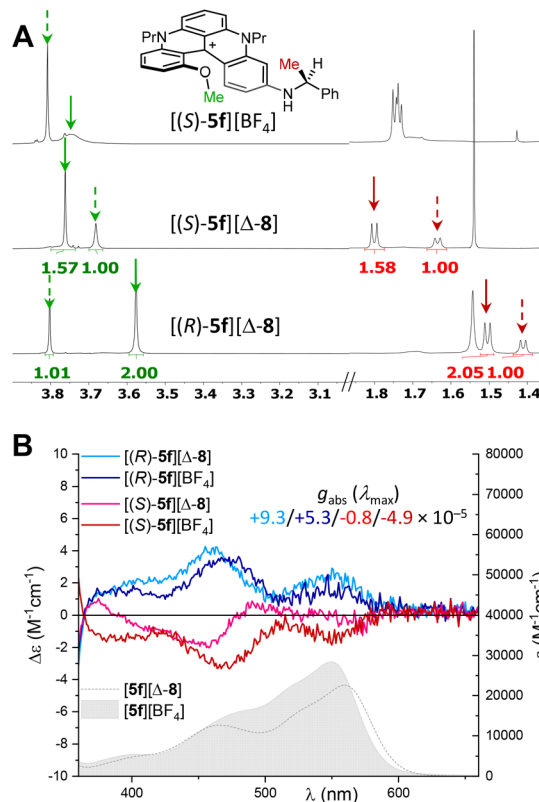 A
NPr
NPr
+
O
Me
Me
H
N
H
Ph
[(S)-5f][BF4]
[(S)-5f][Δ-8]
1.57 1.00
1.58 1.00
[(R)-5f][Δ-8]
1.01 2.00
2.05 1.00
3.8 3.7 3.6 3.5 3.4 3.3 3.2 3.1 // 1.8 1.7 1.6 1.5 1.4
B
[(R)-5f][Δ-8]
[(R)-5f][BF4]
[(S)-5f][Δ-8]
[(S)-5f][BF4]
gabs (λmax)
+9.3/+5.3/-0.8/-4.9 × 10⁻⁵
[5f][Δ-8]
[5f][BF4]
Δε (M⁻¹cm⁻¹)
10
8
6
4
2
0
-2
-4
-6
-8
-10
80000
70000
60000
50000
40000
30000
20000
10000
0
400 500 600
λ (nm)